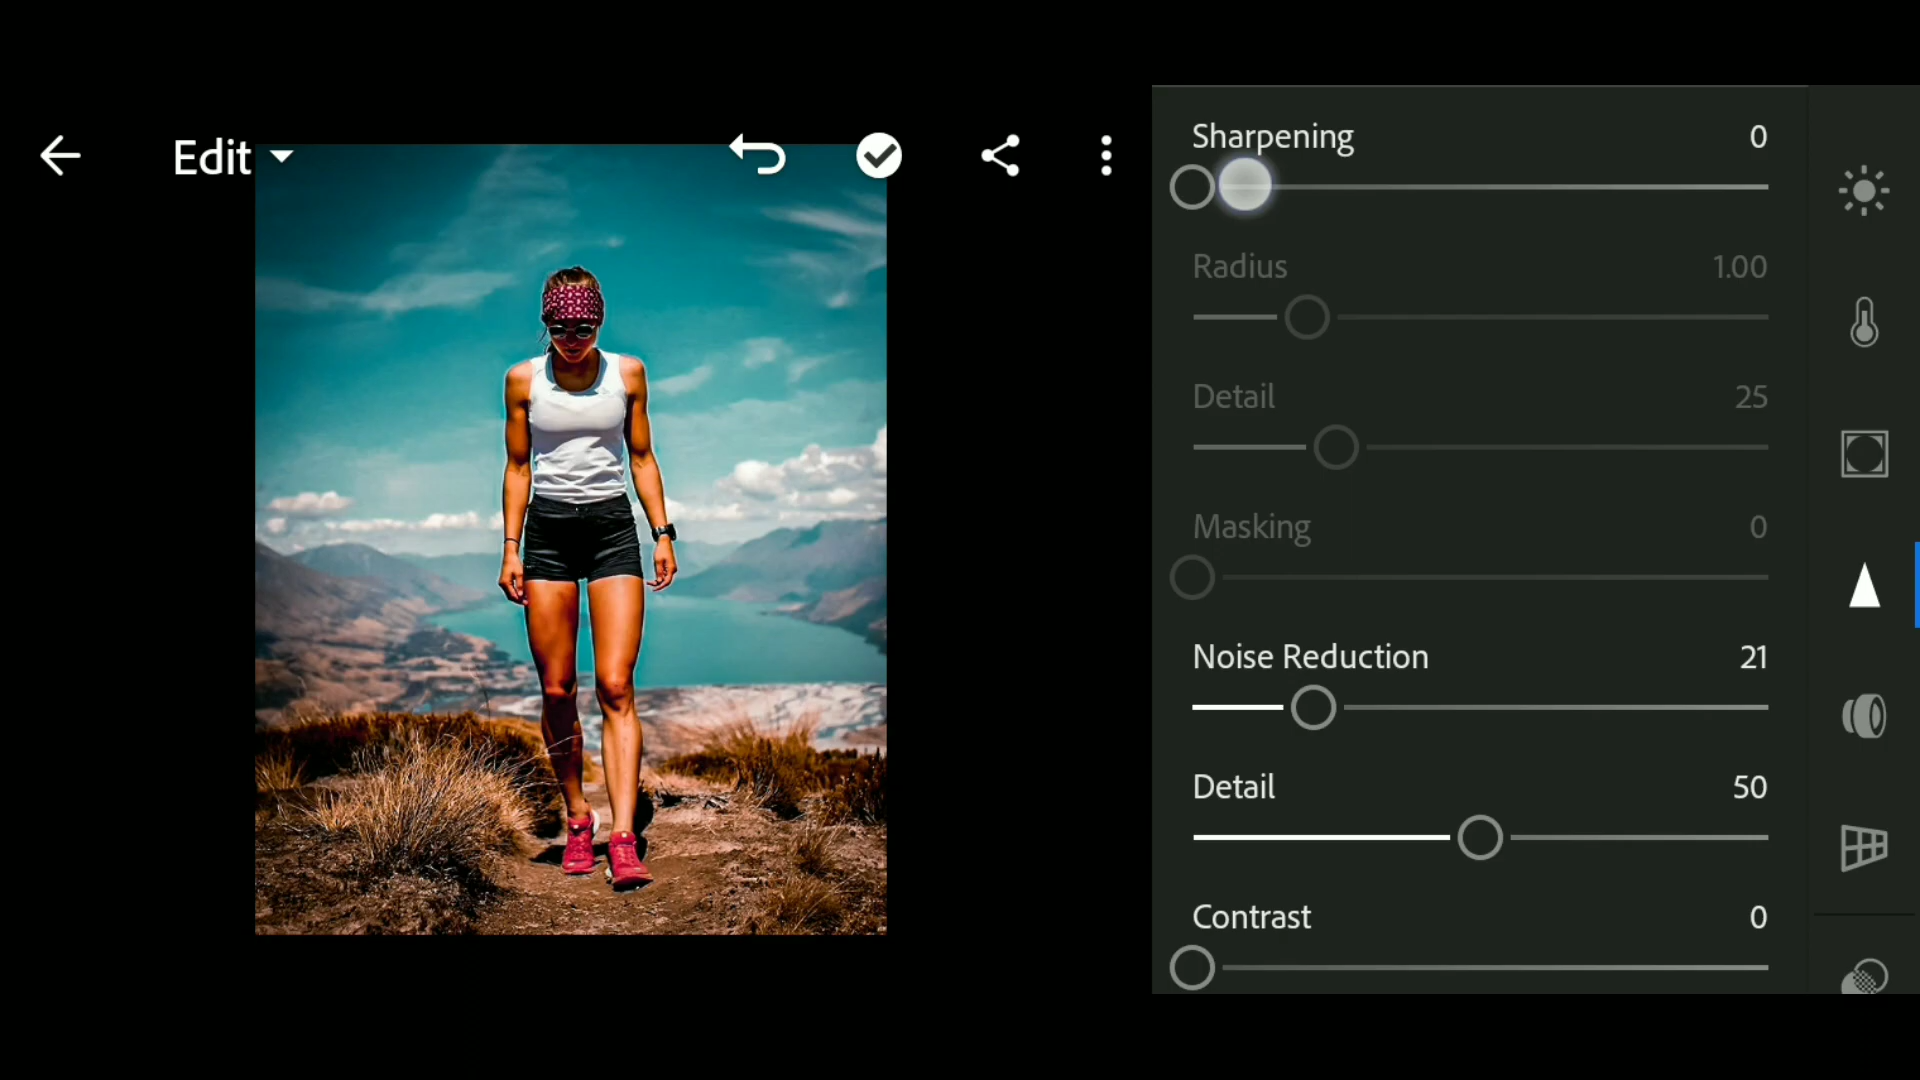 Edit
Sharpening 0
Radius 1.00
Detail 25
Masking 0
Noise Reduction 21
Detail 50
Contrast 0